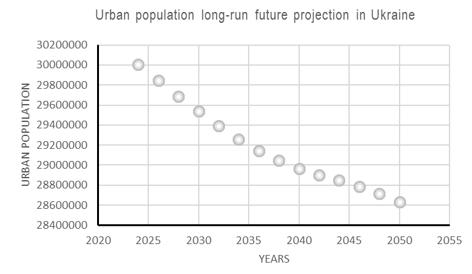 Urban population long-run future projection in Ukraine
30200000
30000000
29800000
29600000
29400000
29200000
29000000
28800000
28600000
28400000
URBAN POPULATION
2020 2025 2030 2035 2040 2045 2050 2055
YEARS